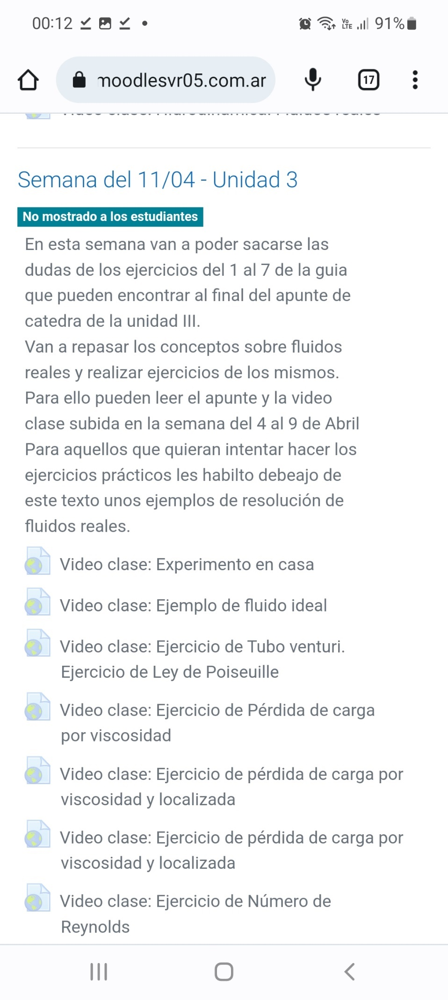 00:12
Vo
LTE
91%
moodlesvr05.com.ar
17
Video clase: Hidrodinámica. Fluidos reales
Semana del 11/04 - Unidad 3
No mostrado a los estudiantes
En esta semana van a poder sacarse las
dudas de los ejercicios del 1 al 7 de la guia
que pueden encontrar al final del apunte de
catedra de la unidad III.
Van a repasar los conceptos sobre fluidos
reales y realizar ejercicios de los mismos.
Para ello pueden leer el apunte y la video
clase subida en la semana del 4 al 9 de Abril
Para aquellos que quieran intentar hacer los
ejercicios prácticos les habilto debeajo de
este texto unos ejemplos de resolución de
fluidos reales.
Video clase: Experimento en casa
Video clase: Ejemplo de fluido ideal
Video clase: Ejercicio de Tubo venturi.
Ejercicio de Ley de Poiseuille
Video clase: Ejercicio de Pérdida de carga
por viscosidad
Video clase: Ejercicio de pérdida de carga por
viscosidad y localizada
Video clase: Ejercicio de pérdida de carga por
viscosidad y localizada
Video clase: Ejercicio de Número de
Reynolds